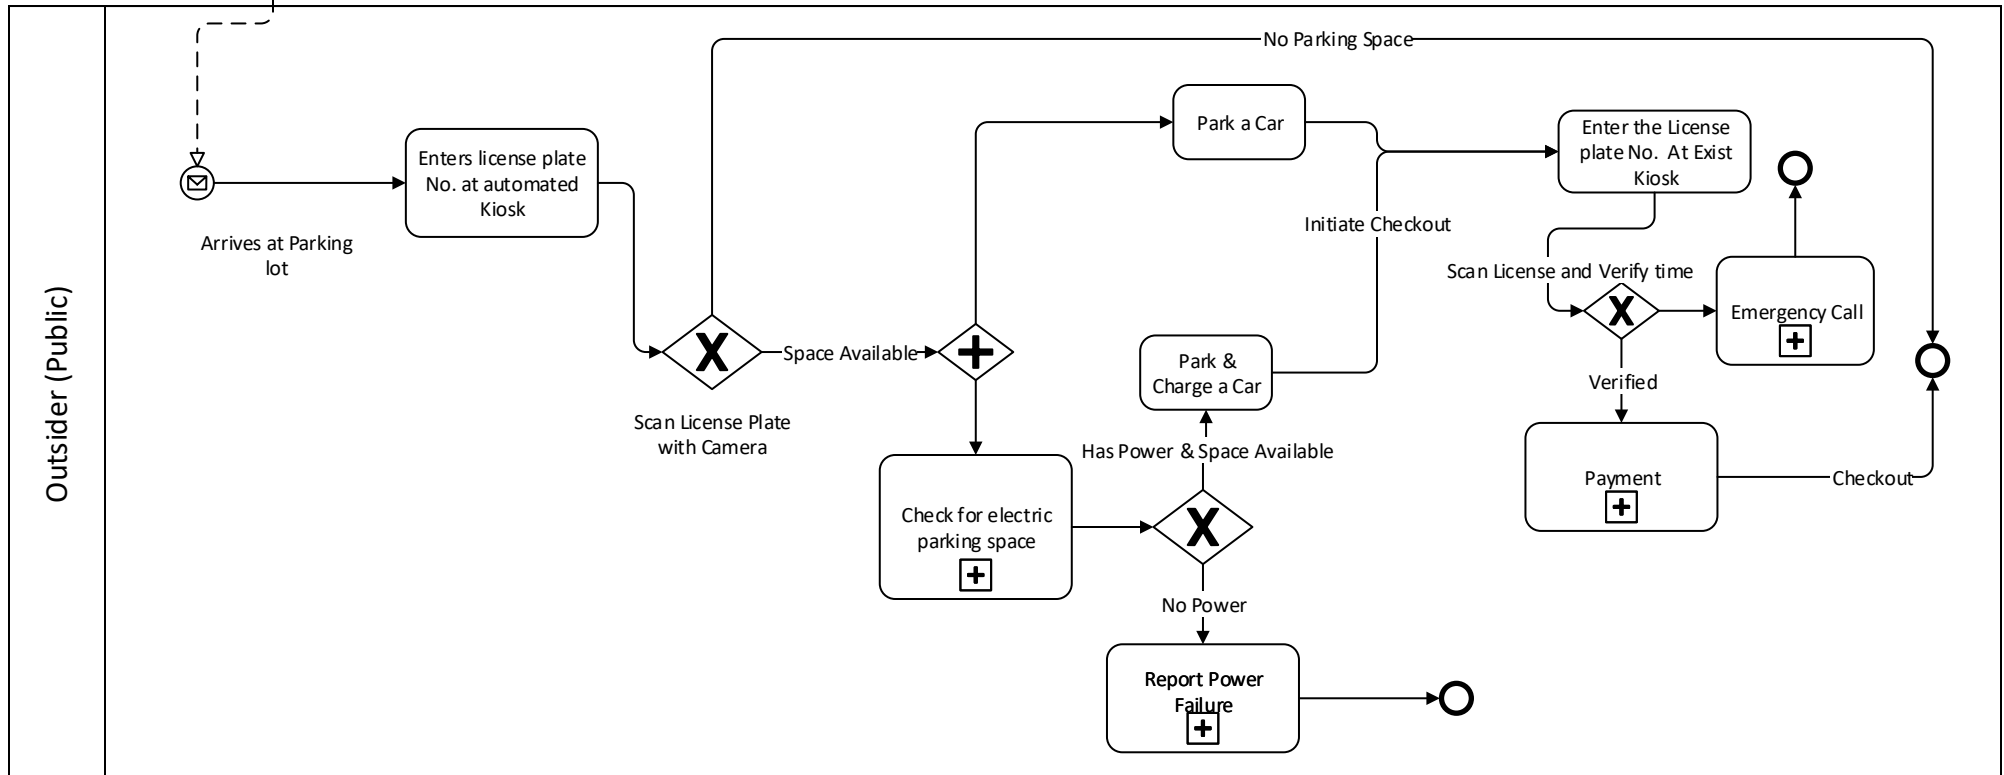 Outsider (Public)
Arrives at Parking
lot
Enters license plate
No. at automated
Kiosk
Scan License Plate
with Camera
No Parking Space
Space Available
Park a Car
Check for electric
parking space
Has Power & Space Available
Park &
Charge a Car
No Power
Report Power
Failure
Initiate Checkout
Enter the License
plate No. At Exist
Kiosk
Scan License and Verify time
Emergency Call
Verified
Payment
Checkout